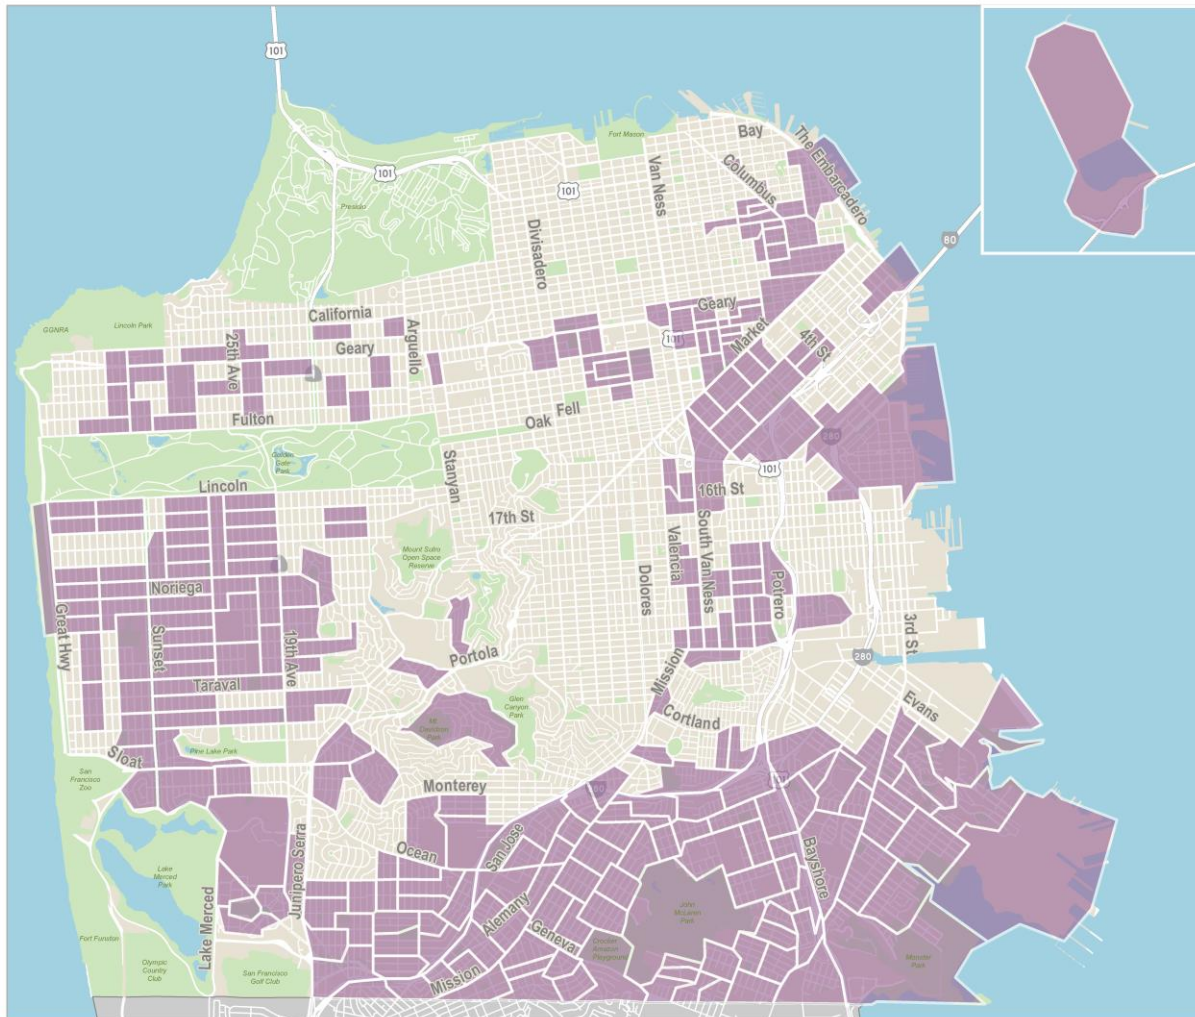 101
101
101
80
Bay
The Embarcadero
Fort Mason
Van Ness
Columbus
Presidio
Divisadero
GGNRA
Lincoln Park
California
25th Ave
Geary
Arguello
Geary
101
Market
4th St
Fulton
Oak
Fell
280
Golden
Gate
Park
Stanyan
101
Lincoln
16th St
17th St
South Van Ness
Valencia
Mount Sutro
Open Space
Reserve
Dolores
Potrero
Noriega
Great Hwy
Sunset
19th Ave
3rd St
280
Portola
Mission
Taraval
Evans
Glen
Canyon
Park
Mt
Davidson
Park
Cortland
Sloat
Pine Lake Park
San
Francisco
Zoo
Monterey
280
101
Ocean
San Jose
Bayshore
Junipero Serra
Lake
Merced
Park
Alemany
John
McLaren
Park
Geneva
Lake Merced
Fort Funston
Crocker
Amazon
Playground
Monster
Park
Olympic
Country
Club
San Francisco
Golf Club
Mission